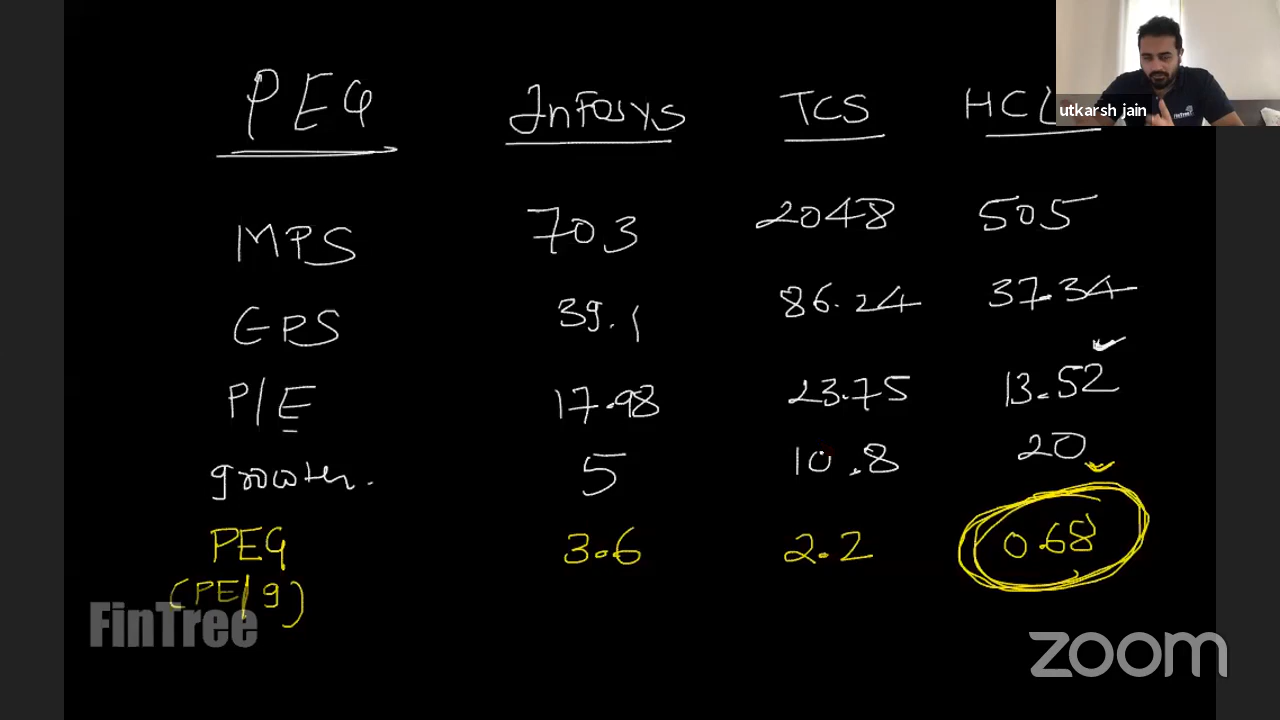 PEG Infosys TCS HCL
utkarsh jain
MPS 703 2048 505
EPS 39.1 86.24 37.34
P/E 17.98 23.75 13.52
growth. 5 10.8 20
PEG 3.6 2.2 0.68
(PE/g)
FinTree
zoom